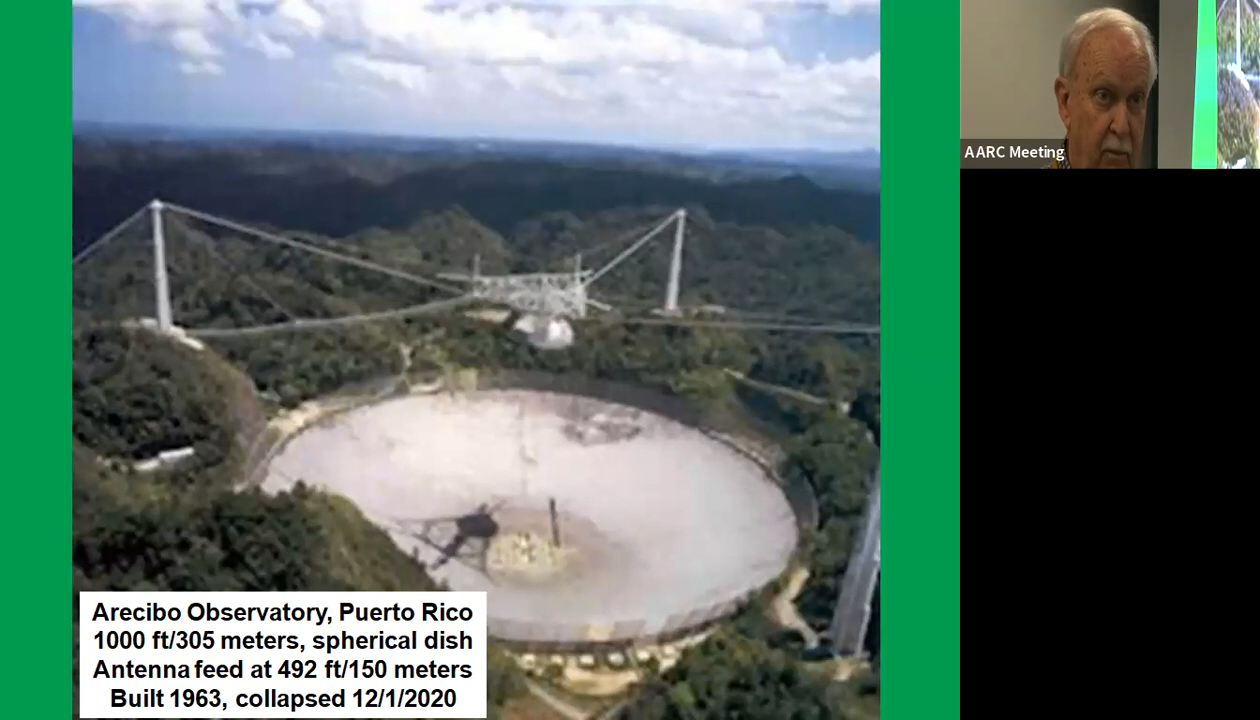 AARC Meeting
Arecibo Observatory, Puerto Rico
1000 ft/305 meters, spherical dish
Antenna feed at 492 ft/150 meters
Built 1963, collapsed 12/1/2020